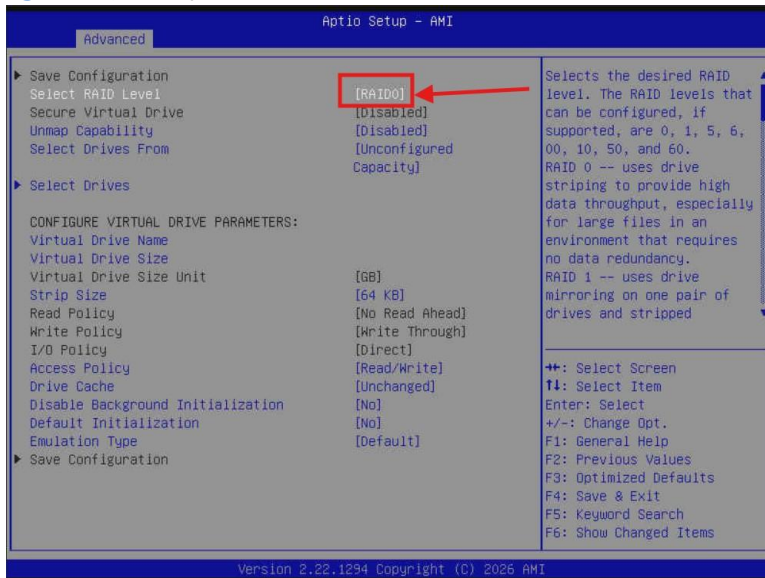 Aptio Setup - AMI
Advanced
Save Configuration
Select RAID Level [RAID0]
Secure Virtual Drive [Disabled]
Unmap Capability [Disabled]
Select Drives From [Unconfigured
Capacity]
Select Drives
CONFIGURE VIRTUAL DRIVE PARAMETERS:
Virtual Drive Name
Virtual Drive Size
Virtual Drive Size Unit [GB]
Strip Size [64 KB]
Read Policy [No Read Ahead]
Write Policy [Write Through]
I/O Policy [Direct]
Access Policy [Read/Write]
Drive Cache [Unchanged]
Disable Background Initialization [No]
Default Initialization [No]
Emulation Type [Default]
Save Configuration
Selects the desired RAID
level. The RAID levels that
can be configured, if
supported, are 0, 1, 5, 6,
00, 10, 50, and 60.
RAID 0 -- uses drive
striping to provide high
data throughput, especially
for large files in an
environment that requires
no data redundancy.
RAID 1 -- uses drive
mirroring on one pair of
drives and stripped
→←: Select Screen
↑↓: Select Item
Enter: Select
+/-: Change Opt.
F1: General Help
F2: Previous Values
F3: Optimized Defaults
F4: Save & Exit
F5: Keyword Search
F6: Show Changed Items
Version 2.22.1294 Copyright (C) 2026 AMI